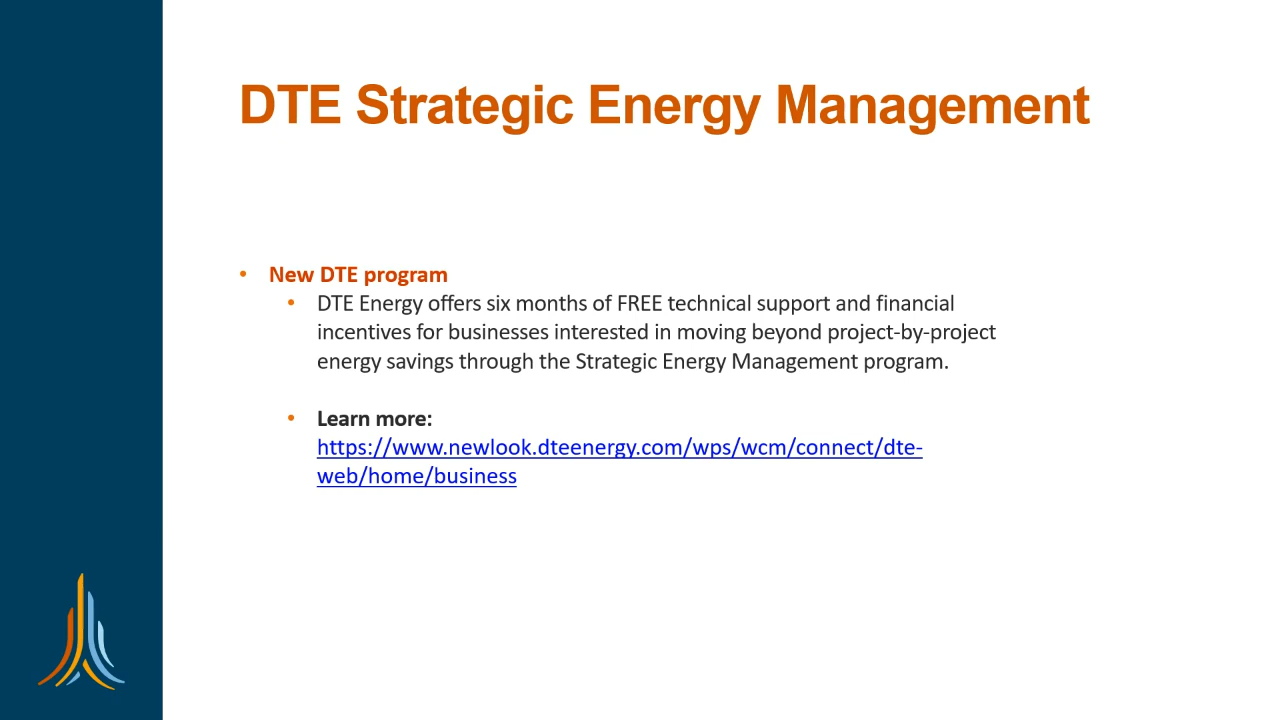 DTE Strategic Energy Management
• New DTE program
• DTE Energy offers six months of FREE technical support and financial
incentives for businesses interested in moving beyond project-by-project
energy savings through the Strategic Energy Management program.
• Learn more:
https://www.newlook.dteenergy.com/wps/wcm/connect/dte-
web/home/business